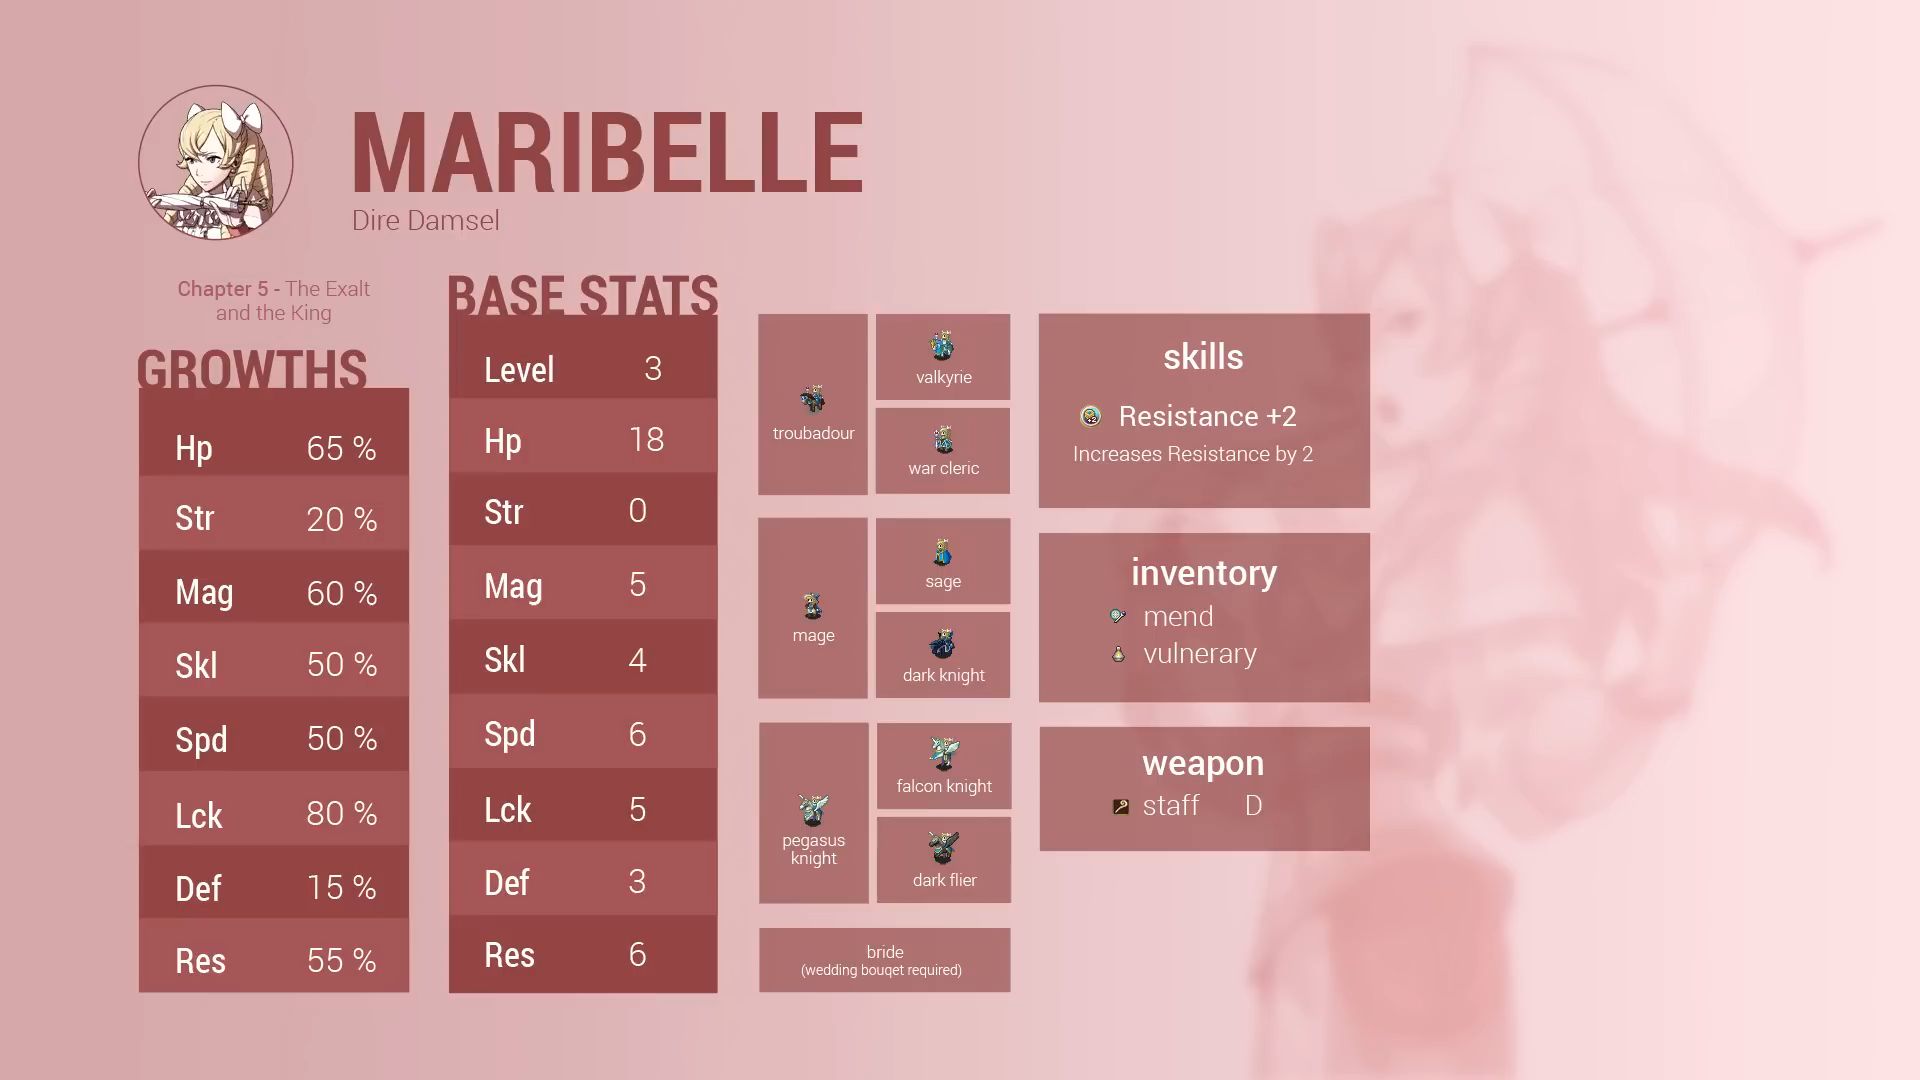 MARIBELLE
Dire Damsel
Chapter 5 - The Exalt
and the King
GROWTHS
Hp 65 %
Str 20 %
Mag 60 %
Skl 50 %
Spd 50 %
Lck 80 %
Def 15 %
Res 55 %
BASE STATS
Level 3
Hp 18
Str 0
Mag 5
Skl 4
Spd 6
Lck 5
Def 3
Res 6
troubadour
valkyrie
war cleric
mage
sage
dark knight
pegasus
knight
falcon knight
dark flier
bride
(wedding bouqet required)
skills
Resistance +2
Increases Resistance by 2
inventory
mend
vulnerary
weapon
staff D